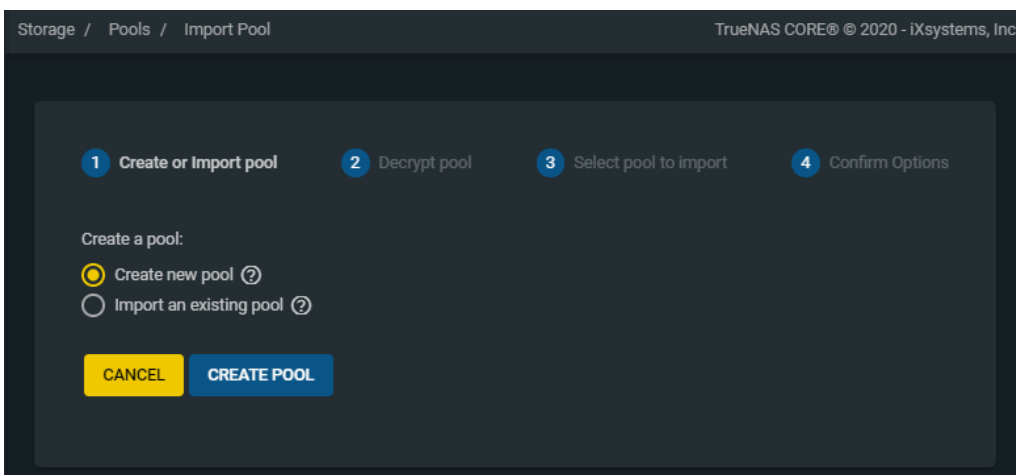 Storage / Pools / Import Pool
TrueNAS CORE® © 2020 - iXsystems, Inc
1 Create or Import pool
2 Decrypt pool
3 Select pool to import
4 Confirm Options
Create a pool:
Create new pool ?
Import an existing pool ?
CANCEL
CREATE POOL